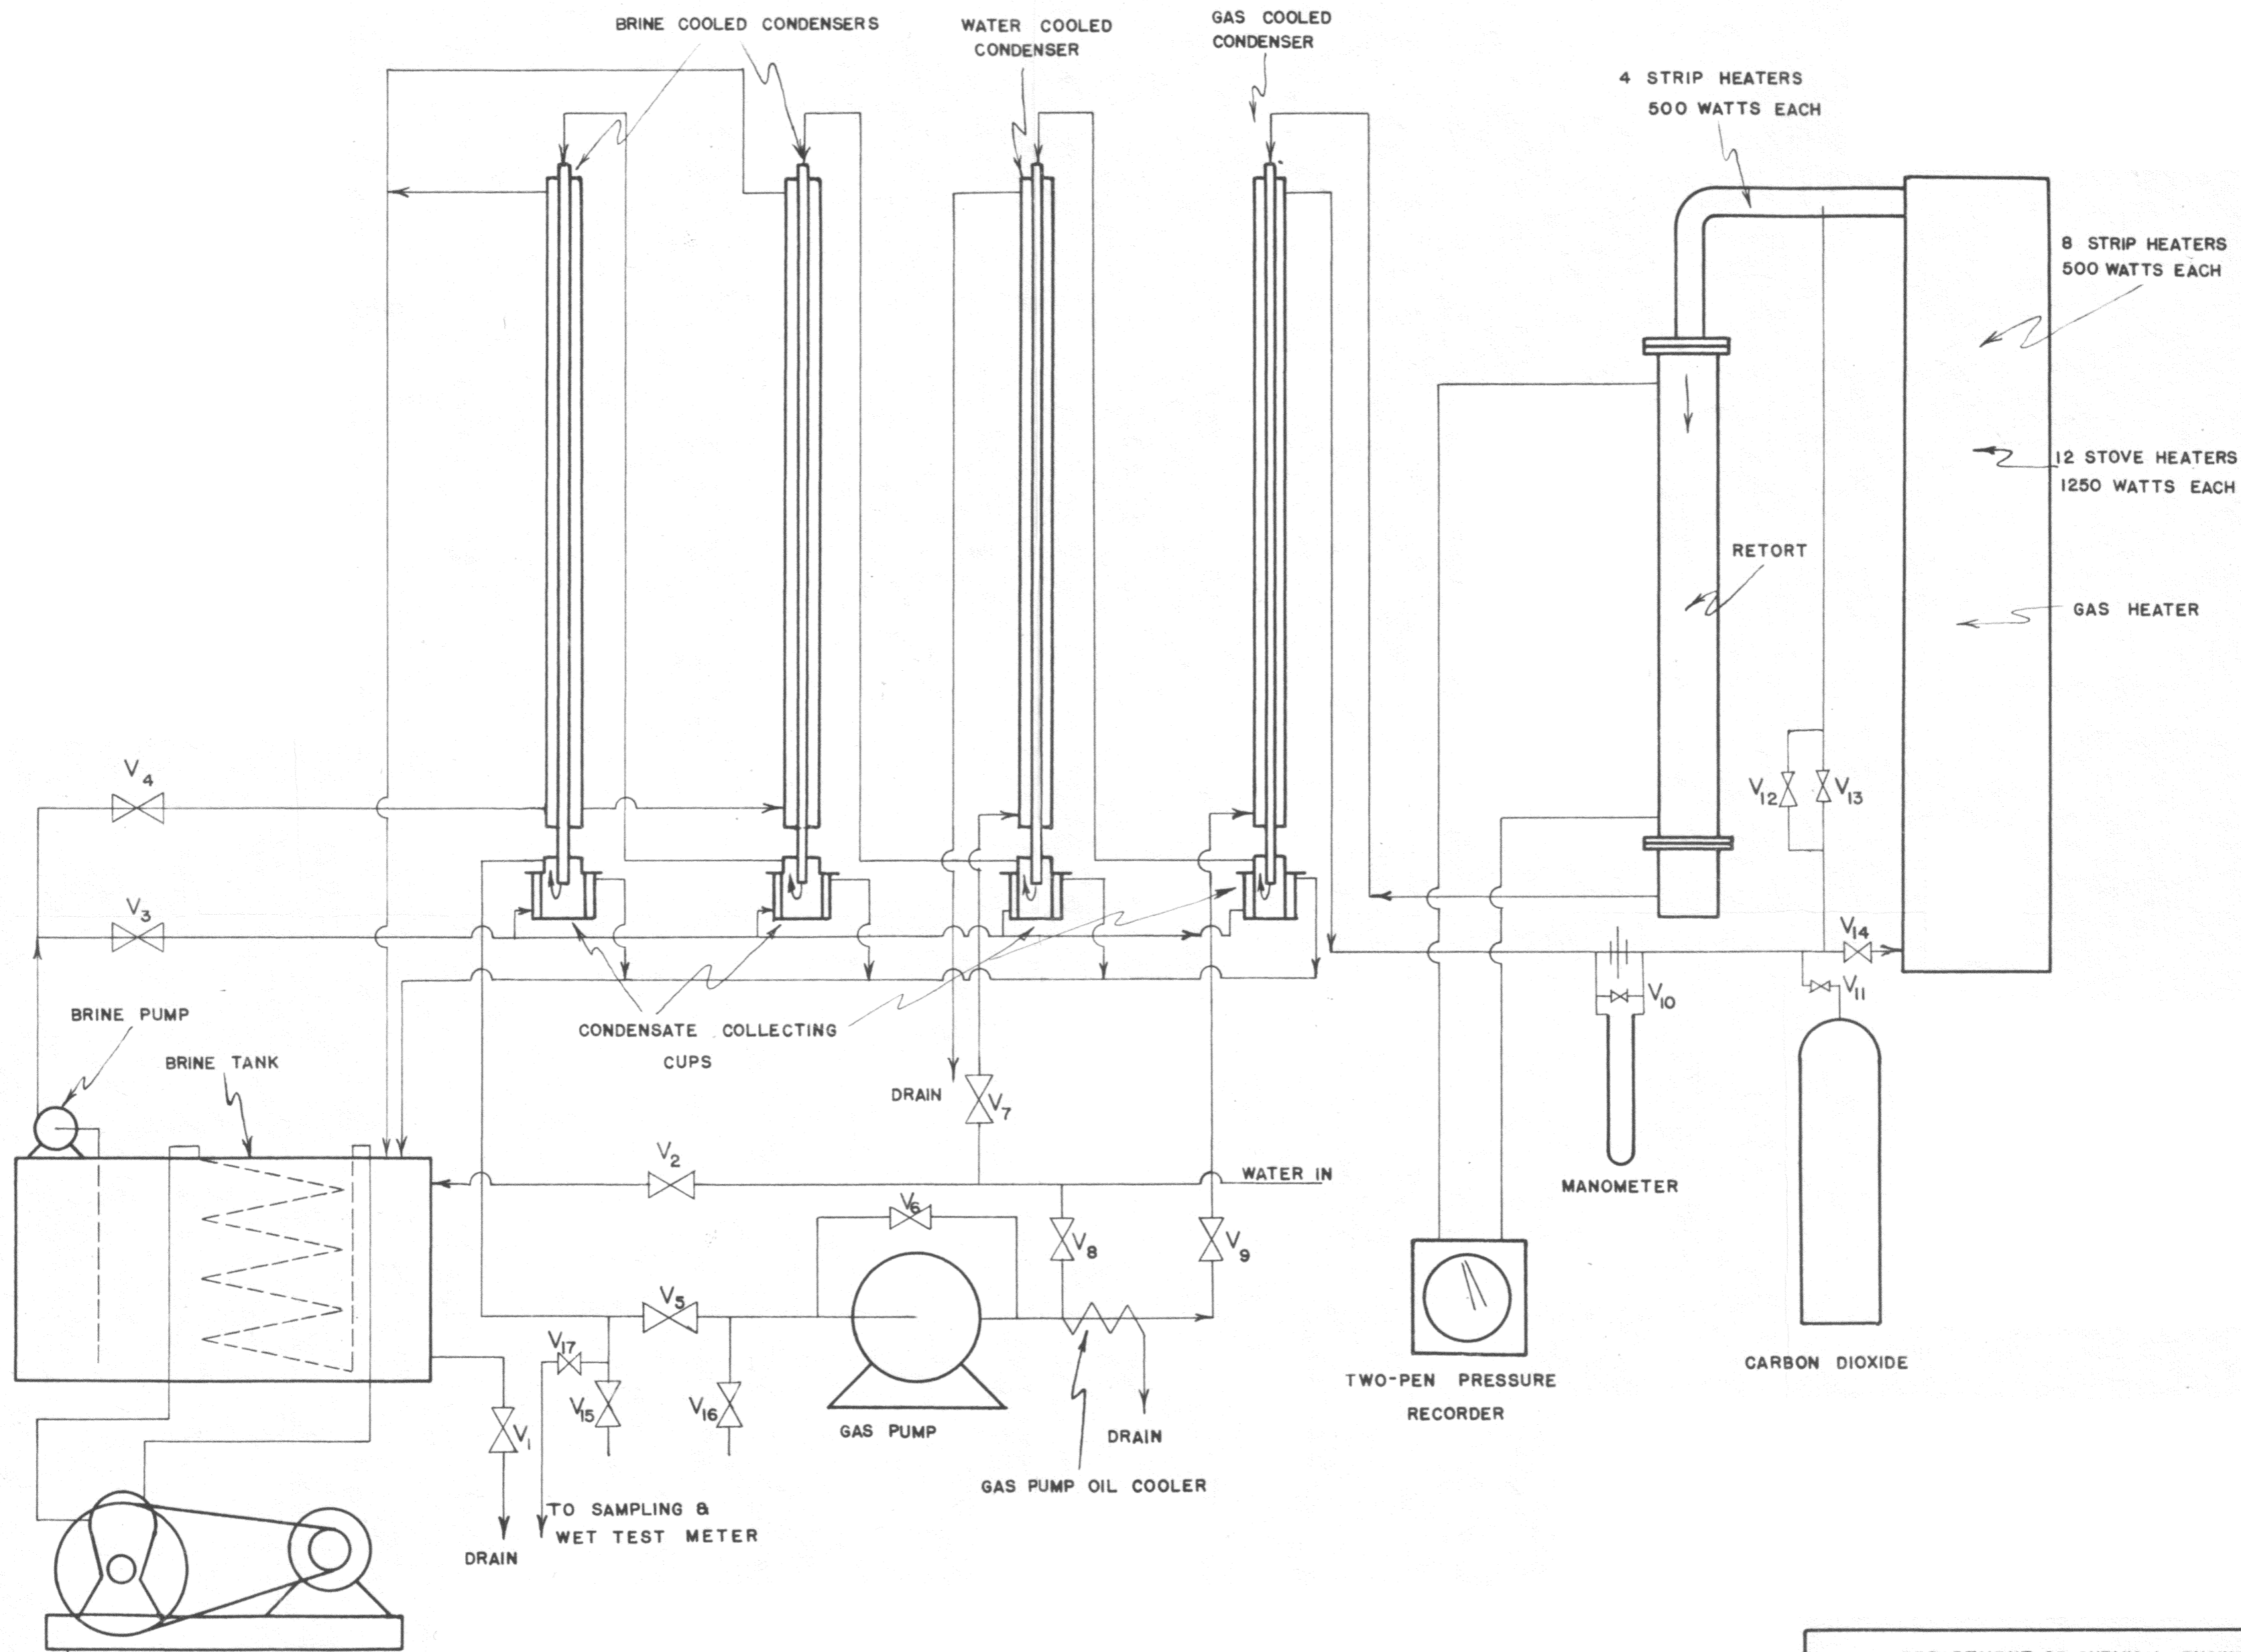 BRINE COOLED CONDENSERS
WATER COOLED
CONDENSER
GAS COOLED
CONDENSER
4 STRIP HEATERS
500 WATTS EACH
8 STRIP HEATERS
500 WATTS EACH
12 STOVE HEATERS
1250 WATTS EACH
RETORT
GAS HEATER
V4
V12
V13
V3
V14
V11
V10
BRINE PUMP
CONDENSATE COLLECTING
CUPS
BRINE TANK
DRAIN
V7
V2
WATER IN
MANOMETER
V6
V8
V9
V5
V17
V15
V16
V1
GAS PUMP
DRAIN
TWO-PEN PRESSURE
RECORDER
CARBON DIOXIDE
GAS PUMP OIL COOLER
TO SAMPLING &
WET TEST METER
DRAIN